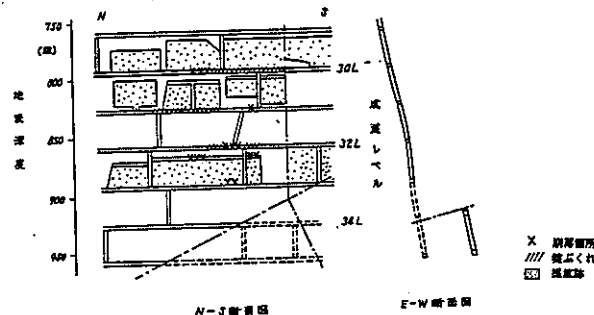 N
S
750
(m)
800
850
900
950
地表深度
30L
32L
34L
坑道レベル
N-S断面図
E-W断面図
× 崩落箇所
盤ぶくれ
採掘跡